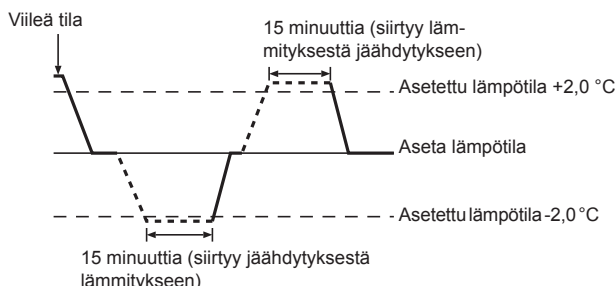 Viileä tila
15 minuuttia (siirtyy läm-
mityksestä jäähdytykseen)
Asetettu lämpötila +2,0 °C
Aseta lämpötila
Asetettu lämpötila -2,0 °C
15 minuuttia (siirtyy jäähdytyksestä
lämmitykseen)